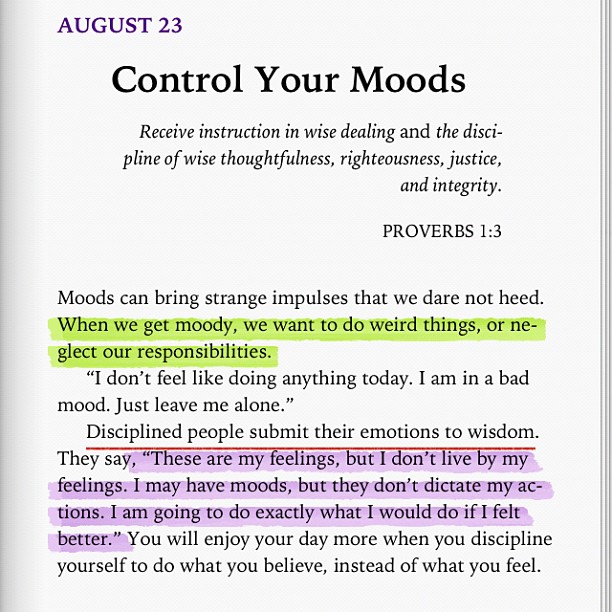 AUGUST 23
Control Your Moods
Receive instruction in wise dealing and the disci-
pline of wise thoughtfulness, righteousness, justice,
and integrity.
PROVERBS 1:3
Moods can bring strange impulses that we dare not heed.
When we get moody, we want to do weird things, or ne-
glect our responsibilities.
“I don’t feel like doing anything today. I am in a bad
mood. Just leave me alone.”
Disciplined people submit their emotions to wisdom.
They say, “These are my feelings, but I don’t live by my
feelings. I may have moods, but they don’t dictate my ac-
tions. I am going to do exactly what I would do if I felt
better.” You will enjoy your day more when you discipline
yourself to do what you believe, instead of what you feel.